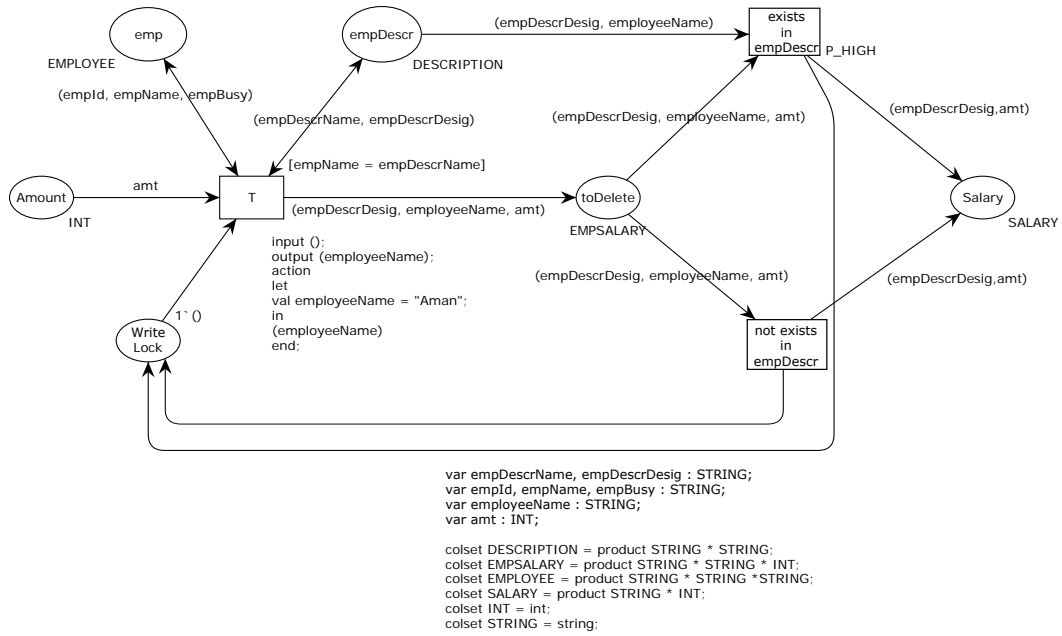 emp
EMPLOYEE
empDescr
DESCRIPTION
(empDescrDesig, employeeName)
exists
in
empDescr
P_HIGH
(empId, empName, empBusy)
(empDescrName, empDescrDesig)
(empDescrDesig, employeeName, amt)
(empDescrDesig,amt)
[empName = empDescrName]
Amount
INT
amt
T
(empDescrDesig, employeeName, amt)
toDelete
EMPSALARY
Salary
SALARY
input ();
output (employeeName);
action
let
val employeeName = "Aman";
in
(employeeName)
end;
(empDescrDesig, employeeName, amt)
(empDescrDesig,amt)
1`()
Write
Lock
not exists
in
empDescr
var empDescrName, empDescrDesig : STRING;
var empId, empName, empBusy : STRING;
var employeeName : STRING;
var amt : INT;
colset DESCRIPTION = product STRING * STRING;
colset EMPSALARY = product STRING * STRING * INT;
colset EMPLOYEE = product STRING * STRING *STRING;
colset SALARY = product STRING * INT;
colset INT = int;
colset STRING = string;